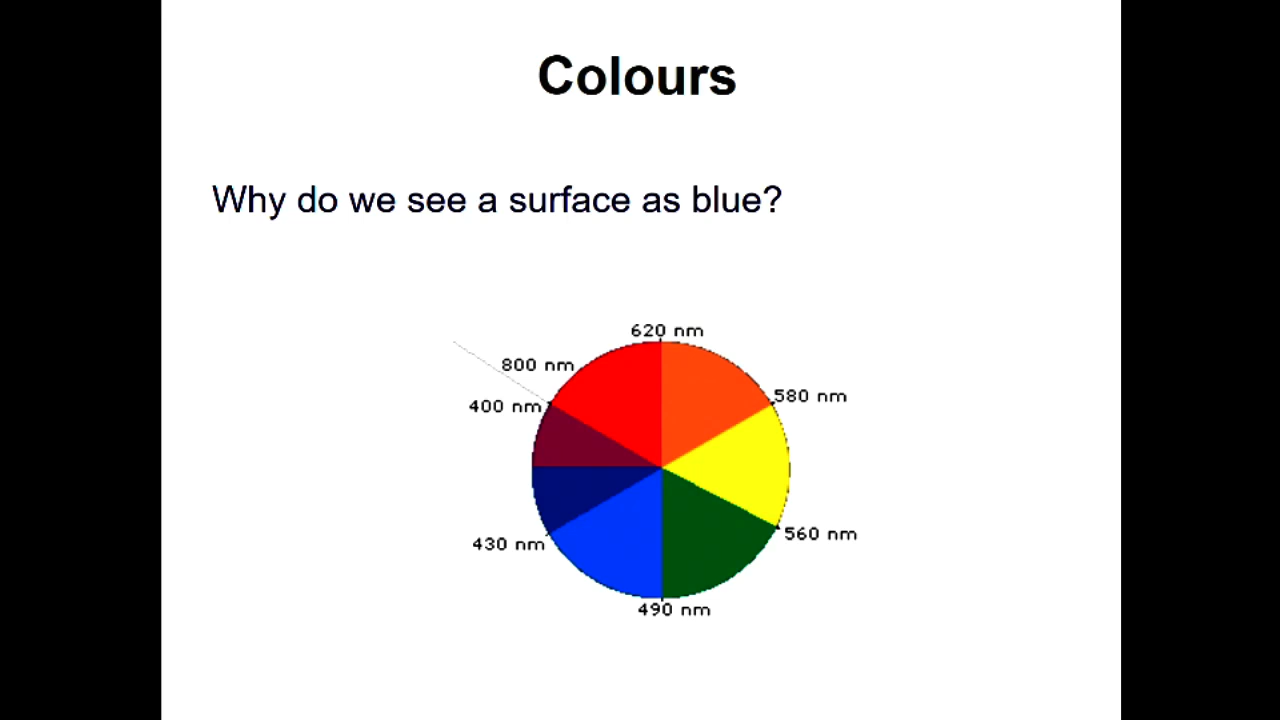 Colours
Why do we see a surface as blue?
620 nm
800 nm
580 nm
400 nm
560 nm
430 nm
490 nm